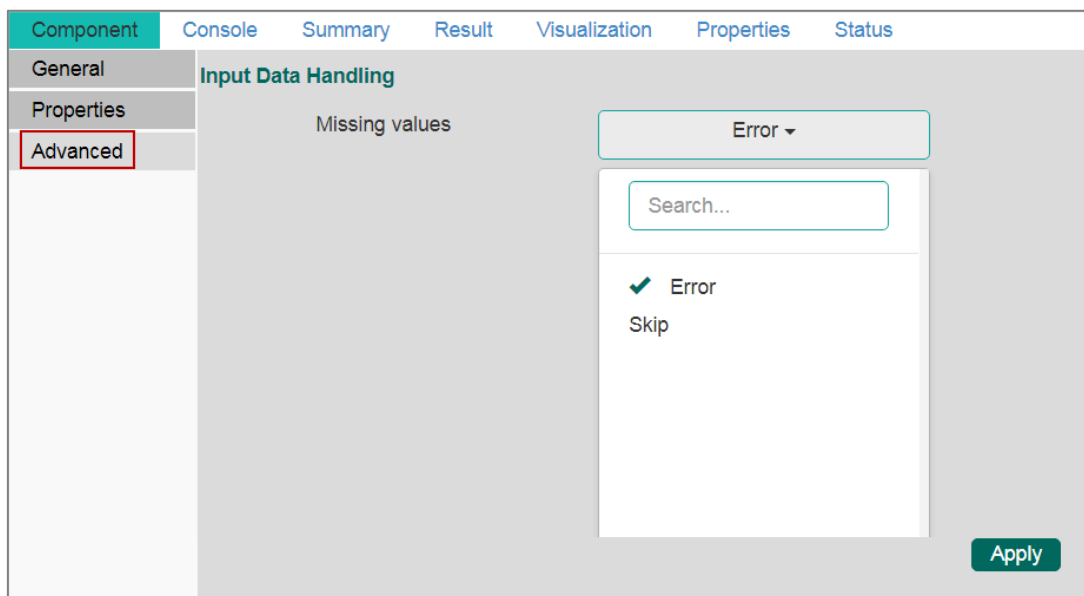 Component Console Summary Result Visualization Properties Status
General
Input Data Handling
Properties
Missing values
Error
Advanced
Search...
Error
Skip
Apply